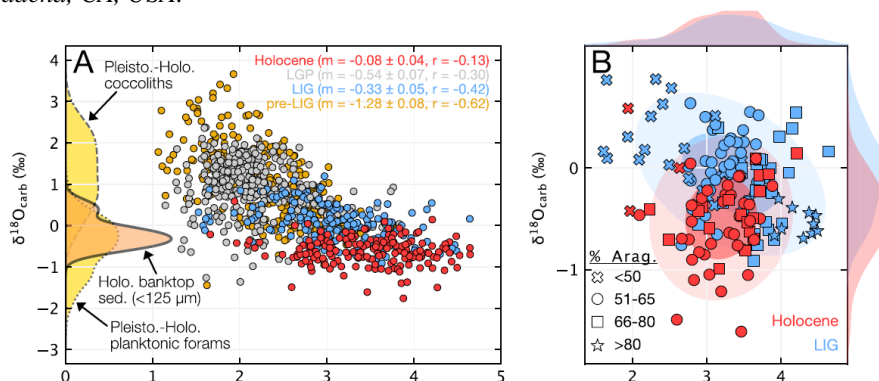 adena, CA, USA.
A
Holocene (m = -0.08 ± 0.04, r = -0.13)
LGP (m = -0.54 ± 0.07, r = -0.30)
LIG (m = -0.33 ± 0.05, r = -0.42)
pre-LIG (m = -1.28 ± 0.08, r = -0.62)
Pleisto.-Holo.
coccoliths
Holo. banktop
sed. (<125 µm)
Pleisto.-Holo.
planktonic forams
δ¹⁸Ocarb (‰)
4
3
2
1
0
−1
−2
−3
0 1 2 3 4 5
B
δ¹⁸Ocarb (‰)
0
−1
% Arag.
<50
51-65
66-80
>80
Holocene
LIG
2 3 4